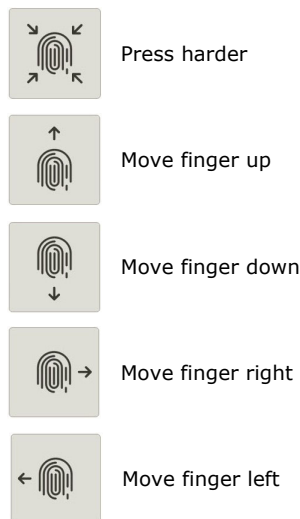 Press harder
Move finger up
Move finger down
Move finger right
Move finger left